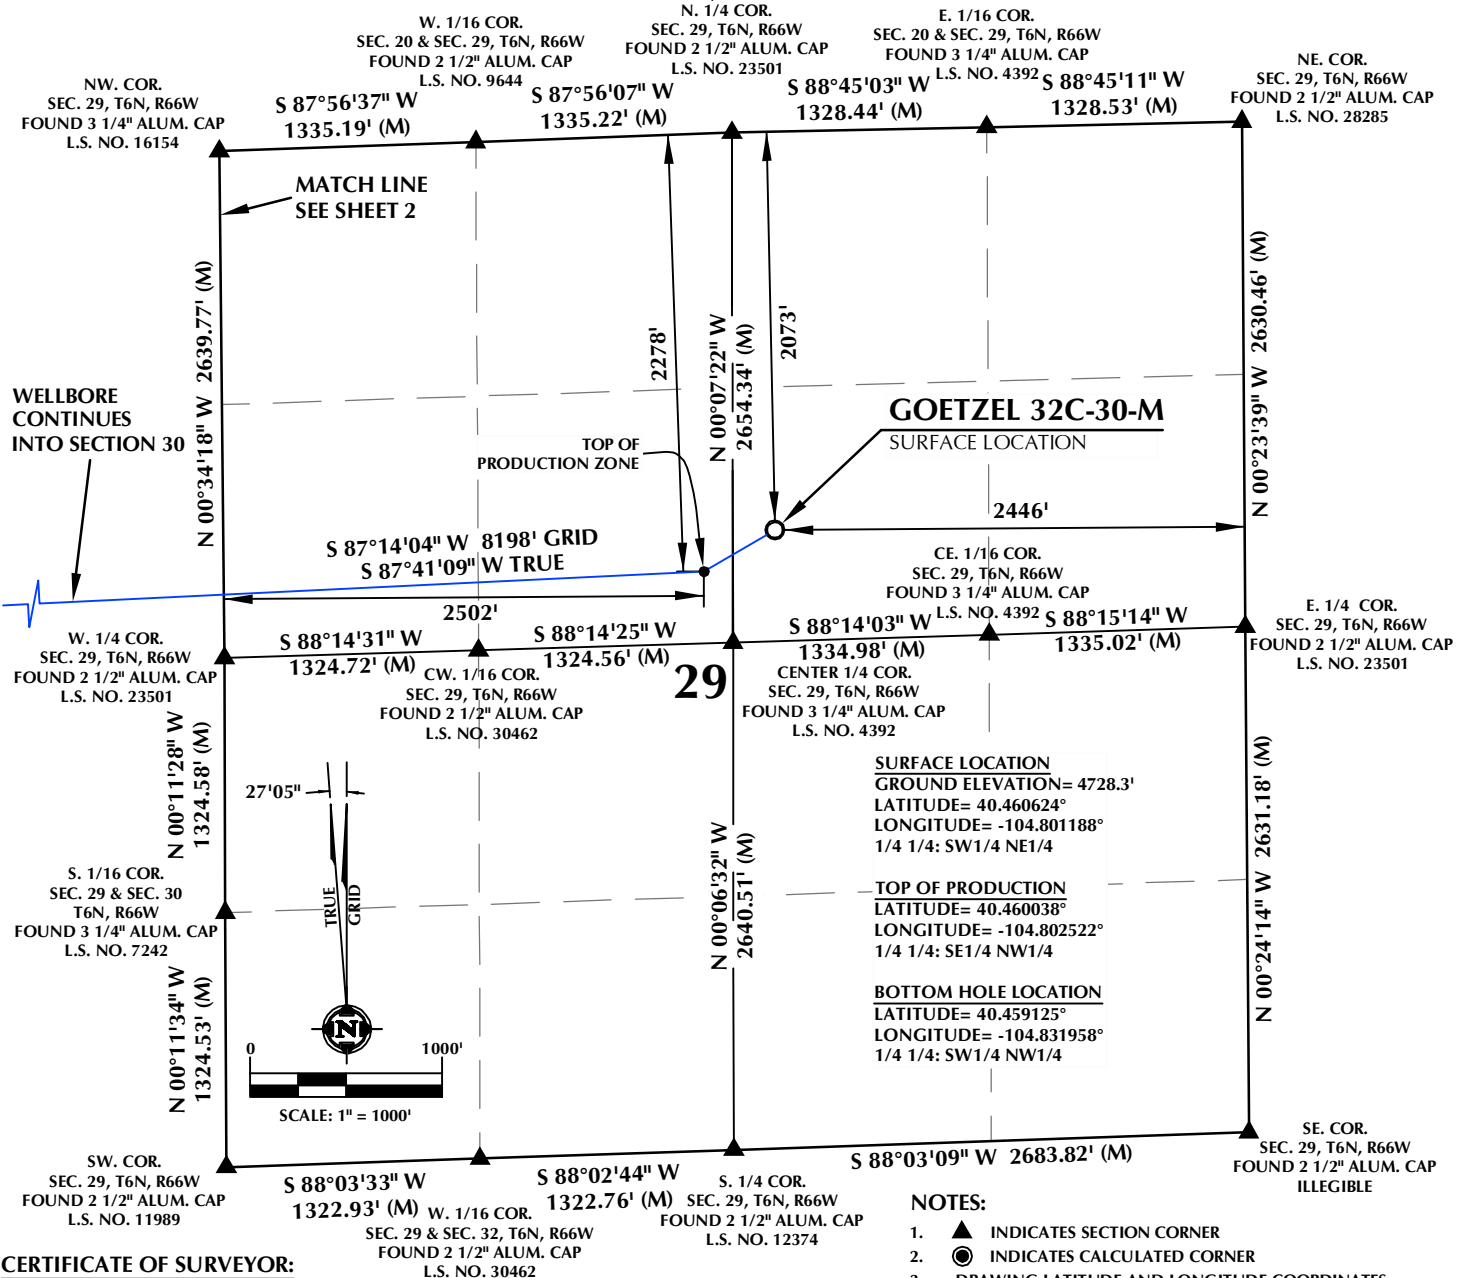 W. 1/16 COR.
SEC. 20 & SEC. 29, T6N, R66W
FOUND 2 1/2" ALUM. CAP
L.S. NO. 9644
N. 1/4 COR.
SEC. 29, T6N, R66W
FOUND 2 1/2" ALUM. CAP
L.S. NO. 23501
E. 1/16 COR.
SEC. 20 & SEC. 29, T6N, R66W
FOUND 3 1/4" ALUM. CAP
L.S. NO. 4392
NE. COR.
SEC. 29, T6N, R66W
FOUND 2 1/2" ALUM. CAP
L.S. NO. 28285
NW. COR.
SEC. 29, T6N, R66W
FOUND 3 1/4" ALUM. CAP
L.S. NO. 16154
S 87°56'37" W
1335.19' (M)
S 87°56'07" W
1335.22' (M)
S 88°45'03" W
1328.44' (M)
S 88°45'11" W
1328.53' (M)
MATCH LINE
SEE SHEET 2
N 00°34'18" W 2639.77' (M)
2278'
N 00°07'22" W
2654.34' (M)
2073'
N 00°23'39" W 2630.46' (M)
WELLBORE
CONTINUES
INTO SECTION 30
TOP OF
PRODUCTION ZONE
GOETZEL 32C-30-M
SURFACE LOCATION
2446'
S 87°14'04" W 8198' GRID
S 87°41'09" W TRUE
2502'
CE. 1/16 COR.
SEC. 29, T6N, R66W
FOUND 3 1/4" ALUM. CAP
L.S. NO. 4392
W. 1/4 COR.
SEC. 29, T6N, R66W
FOUND 2 1/2" ALUM. CAP
L.S. NO. 23501
S 88°14'31" W
1324.72' (M)
S 88°14'25" W
1324.56' (M)
S 88°14'03" W
1334.98' (M)
S 88°15'14" W
1335.02' (M)
E. 1/4 COR.
SEC. 29, T6N, R66W
FOUND 2 1/2" ALUM. CAP
L.S. NO. 23501
CW. 1/16 COR.
SEC. 29, T6N, R66W
FOUND 2 1/2" ALUM. CAP
L.S. NO. 30462
29
CENTER 1/4 COR.
SEC. 29, T6N, R66W
FOUND 3 1/4" ALUM. CAP
L.S. NO. 4392
N 00°11'28" W
1324.58' (M)
27'05"
TRUE
GRID
N
N 00°06'32" W
2640.51' (M)
SURFACE LOCATION
GROUND ELEVATION= 4728.3'
LATITUDE= 40.460624°
LONGITUDE= -104.801188°
1/4 1/4: SW1/4 NE1/4
TOP OF PRODUCTION
LATITUDE= 40.460038°
LONGITUDE= -104.802522°
1/4 1/4: SE1/4 NW1/4
BOTTOM HOLE LOCATION
LATITUDE= 40.459125°
LONGITUDE= -104.831958°
1/4 1/4: SW1/4 NW1/4
N 00°24'14" W 2631.18' (M)
S. 1/16 COR.
SEC. 29 & SEC. 30
T6N, R66W
FOUND 3 1/4" ALUM. CAP
L.S. NO. 7242
N 00°11'34" W
1324.53' (M)
0 1000'
SCALE: 1" = 1000'
SW. COR.
SEC. 29, T6N, R66W
FOUND 2 1/2" ALUM. CAP
L.S. NO. 11989
S 88°03'33" W
1322.93' (M)
W. 1/16 COR.
SEC. 29 & SEC. 32, T6N, R66W
FOUND 2 1/2" ALUM. CAP
L.S. NO. 30462
S 88°02'44" W
1322.76' (M)
S. 1/4 COR.
SEC. 29, T6N, R66W
FOUND 2 1/2" ALUM. CAP
L.S. NO. 12374
S 88°03'09" W 2683.82' (M)
SE. COR.
SEC. 29, T6N, R66W
FOUND 2 1/2" ALUM. CAP
ILLEGIBLE
NOTES:
1. INDICATES SECTION CORNER
2. INDICATES CALCULATED CORNER
3. DRAWING LATITUDE AND LONGITUDE COORDINATES
CERTIFICATE OF SURVEYOR: